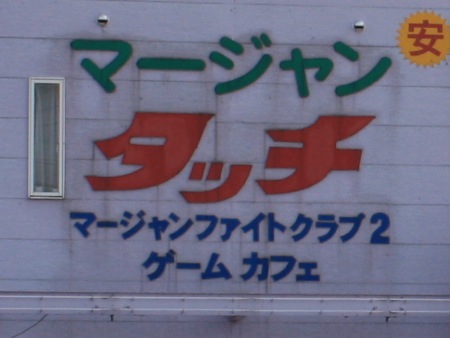 安
マージャン
タッチ
マージャンファイトクラブ2
ゲーム カフェ